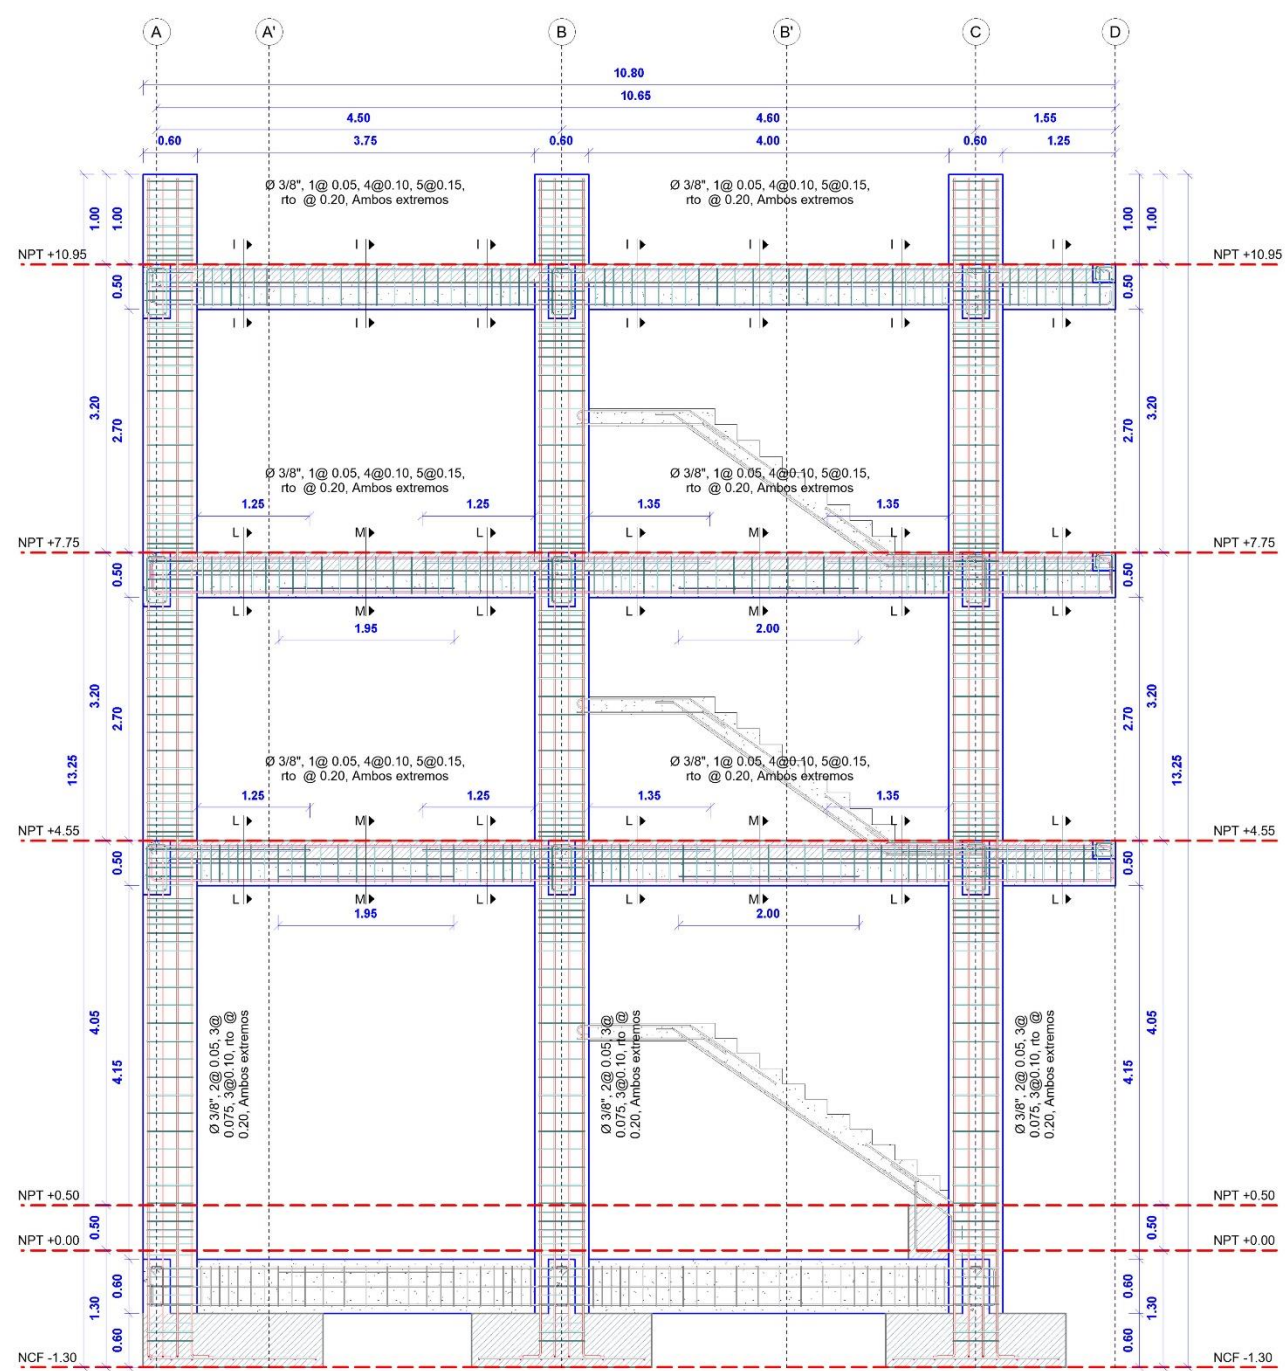 A A' B B' C D
10.80
10.65
4.50 4.60 1.55
0.60 3.75 0.60 4.00 0.60 1.25
Ø 3/8", 1@ 0.05, 4@0.10, 5@0.15,
rto @ 0.20, Ambos extremos
Ø 3/8", 1@ 0.05, 4@0.10, 5@0.15,
rto @ 0.20, Ambos extremos
1.00 1.00 1.00 1.00
I I I I I I I
NPT +10.95 NPT +10.95
0.50 0.50
I I I I I I I
3.20 2.70 2.70 3.20
Ø 3/8", 1@ 0.05, 4@0.10, 5@0.15,
rto @ 0.20, Ambos extremos
Ø 3/8", 1@ 0.05, 4@0.10, 5@0.15,
rto @ 0.20, Ambos extremos
1.25 1.25 1.35 1.35
L M L L M L L
NPT +7.75 NPT +7.75
0.50 0.50
L M L L M L L
1.95 2.00
3.20 2.70 2.70 3.20
13.25 13.25
Ø 3/8", 1@ 0.05, 4@0.10, 5@0.15,
rto @ 0.20, Ambos extremos
Ø 3/8", 1@ 0.05, 4@0.10, 5@0.15,
rto @ 0.20, Ambos extremos
1.25 1.25 1.35 1.35
L M L L M L L
NPT +4.55 NPT +4.55
0.50 0.50
L M L L M L L
1.95 2.00
4.05 4.15 4.15 4.05
Ø 3/8", 2@ 0.05, 3@
0.075, 3@0.10, rto @
0.20, Ambos extremos
Ø 3/8", 2@ 0.05, 3@
0.075, 3@0.10, rto @
0.20, Ambos extremos
Ø 3/8", 2@ 0.05, 3@
0.075, 3@0.10, rto @
0.20, Ambos extremos
NPT +0.50 NPT +0.50
0.50 0.50
NPT +0.00 NPT +0.00
1.30 0.60 0.60 1.30
0.60 0.60
NCF -1.30 NCF -1.30